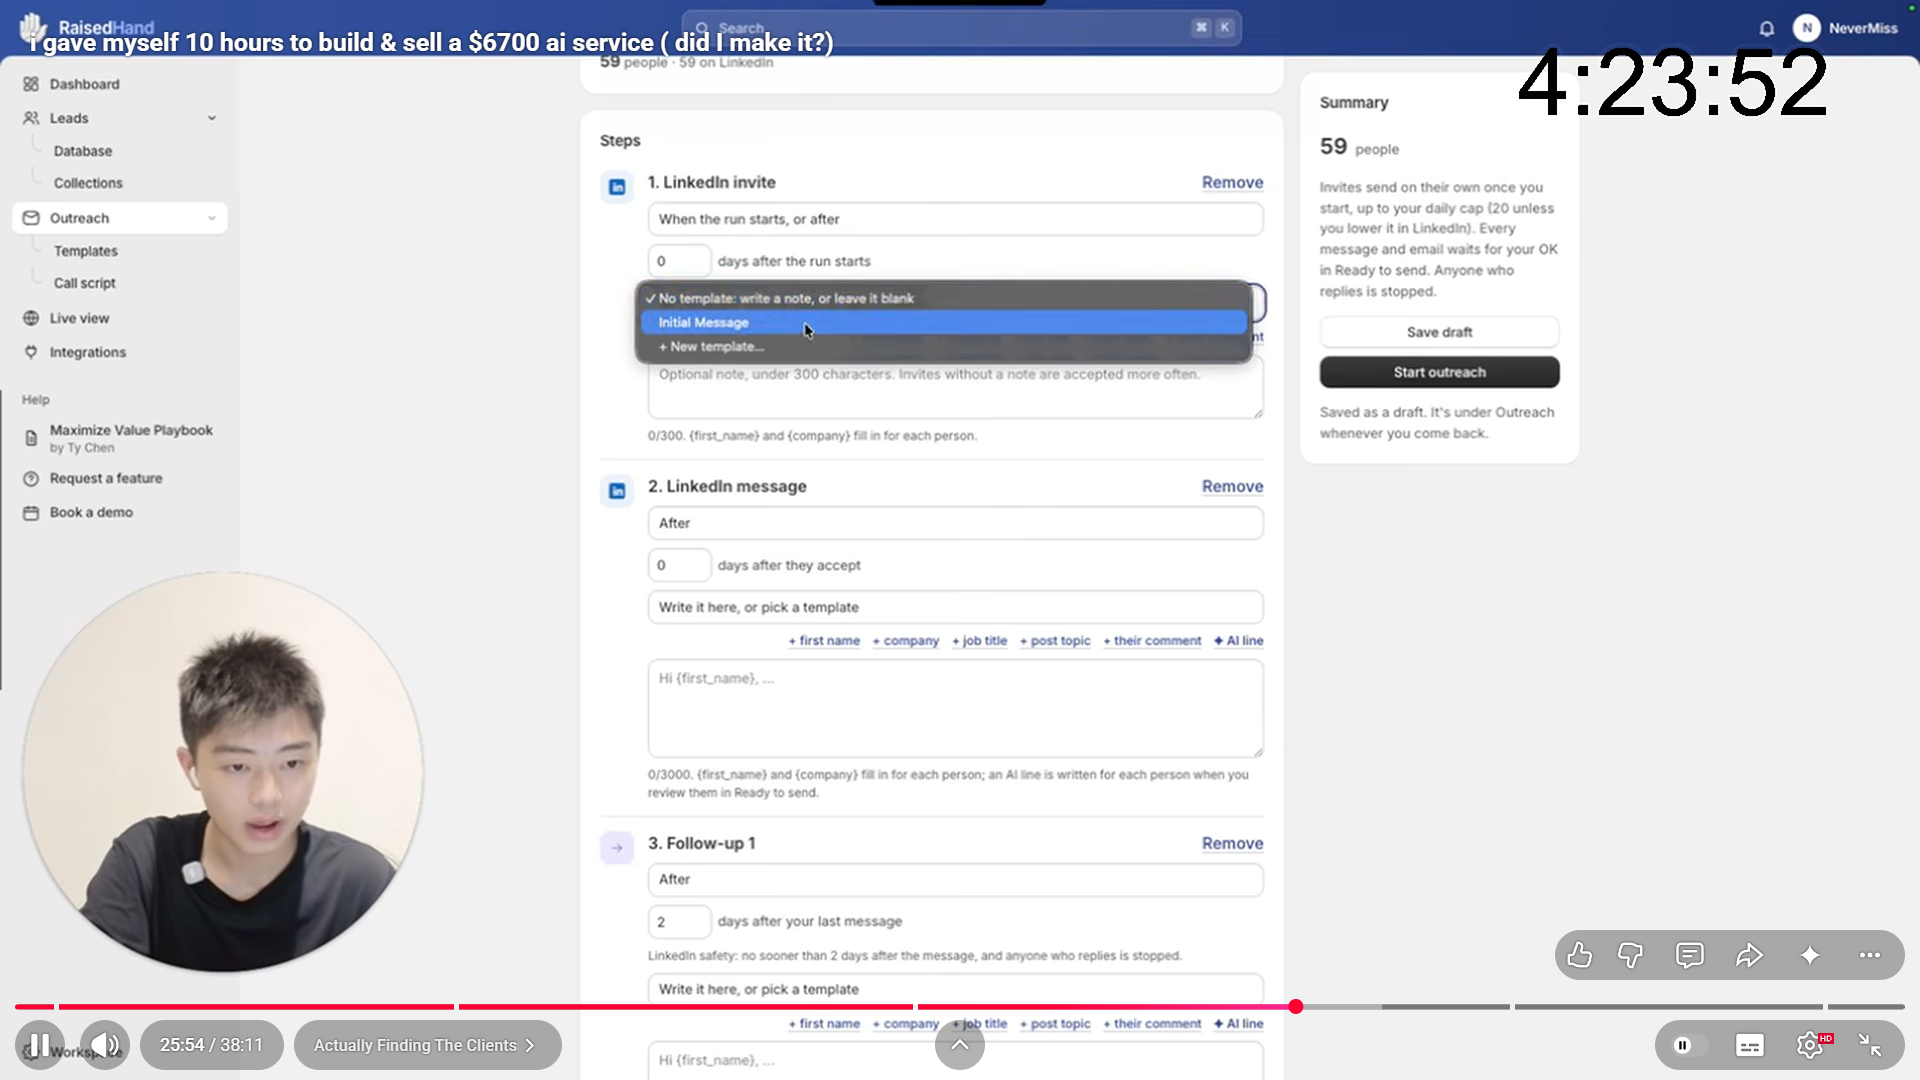 RaisedHand
i gave myself 10 hours to build & sell a $6700 ai service ( did I make it?)
Search
⌘ K
N NeverMiss
4:23:52
Dashboard
Leads
Database
Collections
Outreach
Templates
Call script
Live view
Integrations
Help
Maximize Value Playbook
by Ty Chen
Request a feature
Book a demo
59 people · 59 on LinkedIn
Steps
1. LinkedIn invite
Remove
When the run starts, or after
0 days after the run starts
✓ No template: write a note, or leave it blank
Initial Message
+ New template...
nt
Optional note, under 300 characters. Invites without a note are accepted more often.
0/300. {first_name} and {company} fill in for each person.
2. LinkedIn message
Remove
After
0 days after they accept
Write it here, or pick a template
+ first name + company + job title + post topic + their comment ✦ AI line
Hi {first_name}, ...
0/3000. {first_name} and {company} fill in for each person; an AI line is written for each person when you
review them in Ready to send.
3. Follow-up 1
Remove
After
2 days after your last message
LinkedIn safety: no sooner than 2 days after the message, and anyone who replies is stopped.
Write it here, or pick a template
+ first name + company + job title + post topic + their comment ✦ AI line
Hi {first_name}, ...
Summary
59 people
Invites send on their own once you
start, up to your daily cap (20 unless
you lower it in LinkedIn). Every
message and email waits for your OK
in Ready to send. Anyone who
replies is stopped.
Save draft
Start outreach
Saved as a draft. It's under Outreach
whenever you come back.
25:54 / 38:11
Actually Finding The Clients
HD